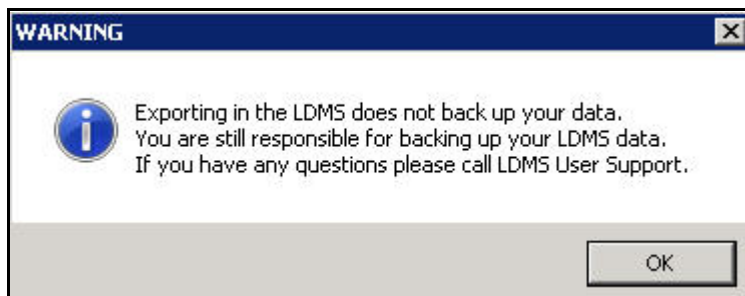 WARNING
Exporting in the LDMS does not back up your data.
You are still responsible for backing up your LDMS data.
If you have any questions please call LDMS User Support.
OK